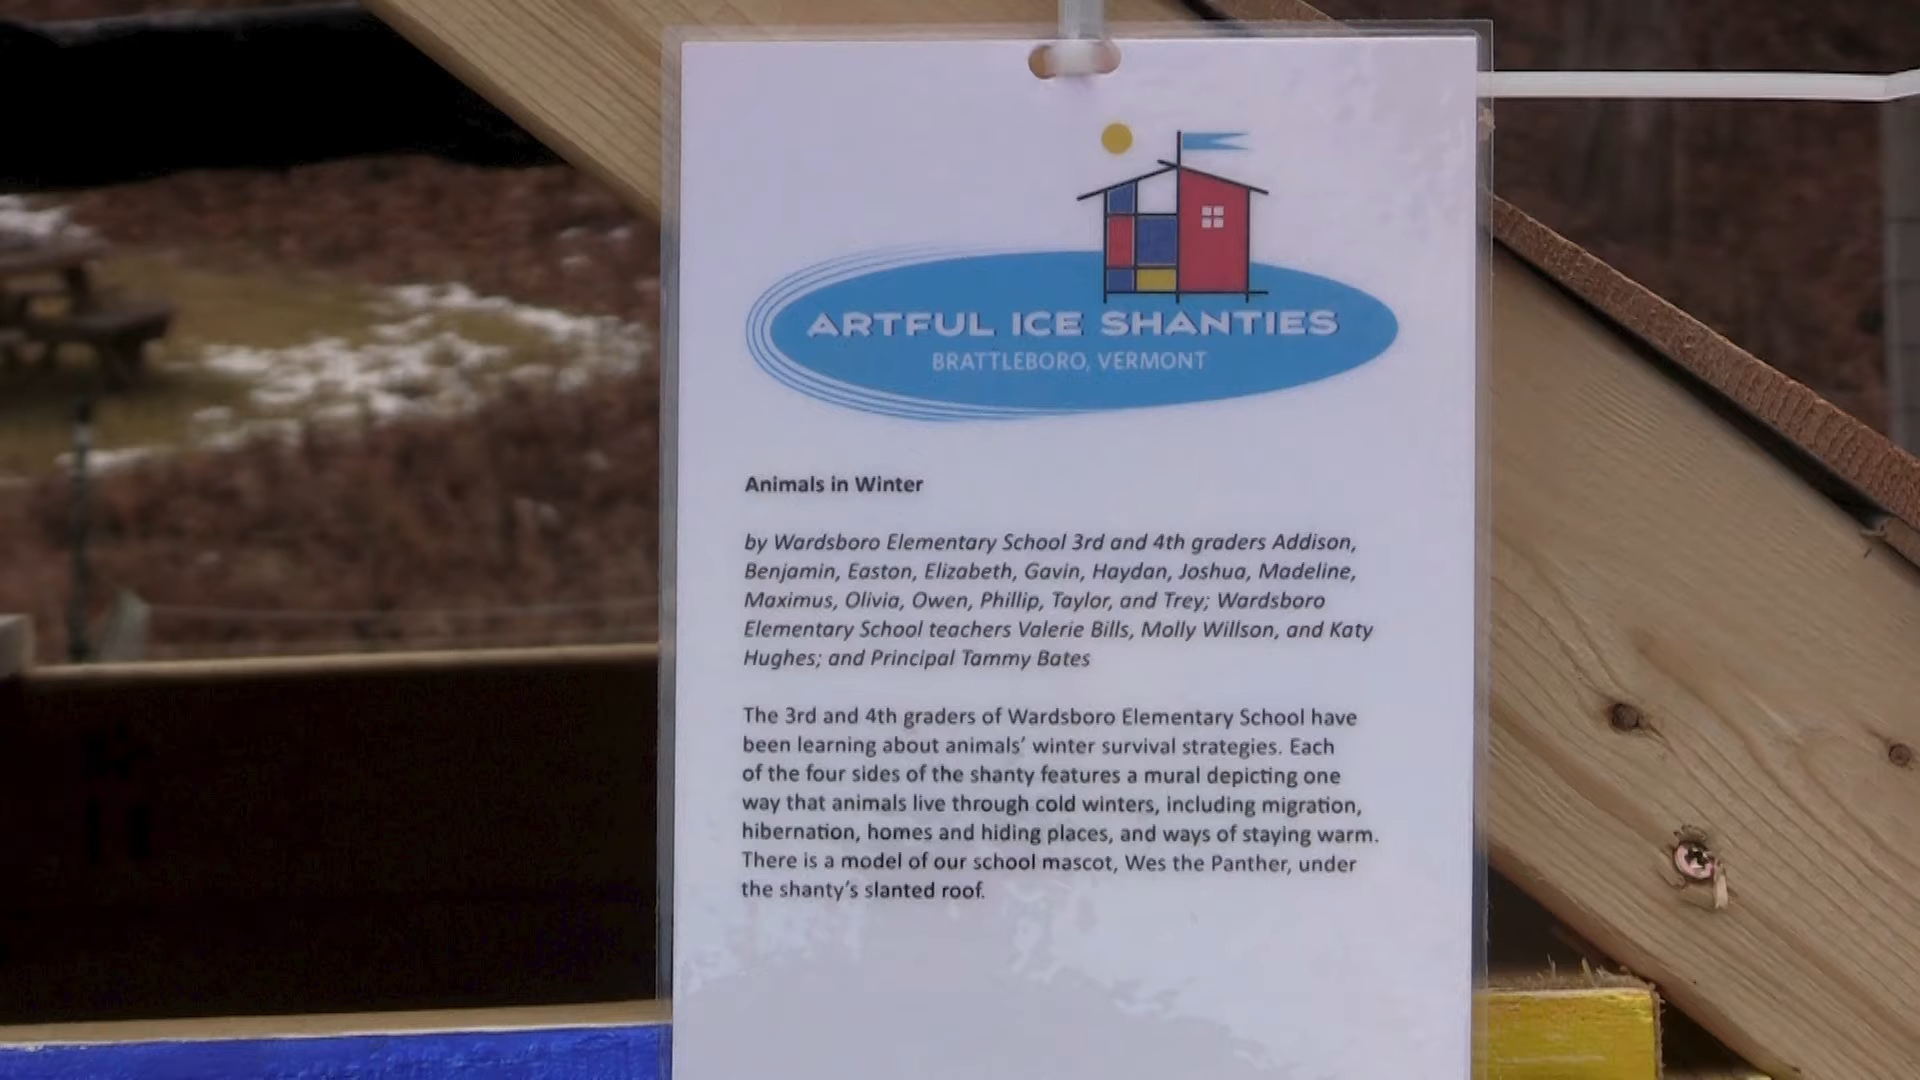 ARTFUL ICE SHANTIES
BRATTLEBORO, VERMONT
Animals in Winter
by Wardsboro Elementary School 3rd and 4th graders Addison,
Benjamin, Easton, Elizabeth, Gavin, Haydan, Joshua, Madeline,
Maximus, Olivia, Owen, Phillip, Taylor, and Trey; Wardsboro
Elementary School teachers Valerie Bills, Molly Willson, and Katy
Hughes; and Principal Tammy Bates
The 3rd and 4th graders of Wardsboro Elementary School have
been learning about animals' winter survival strategies. Each
of the four sides of the shanty features a mural depicting one
way that animals live through cold winters, including migration,
hibernation, homes and hiding places, and ways of staying warm.
There is a model of our school mascot, Wes the Panther, under
the shanty's slanted roof.